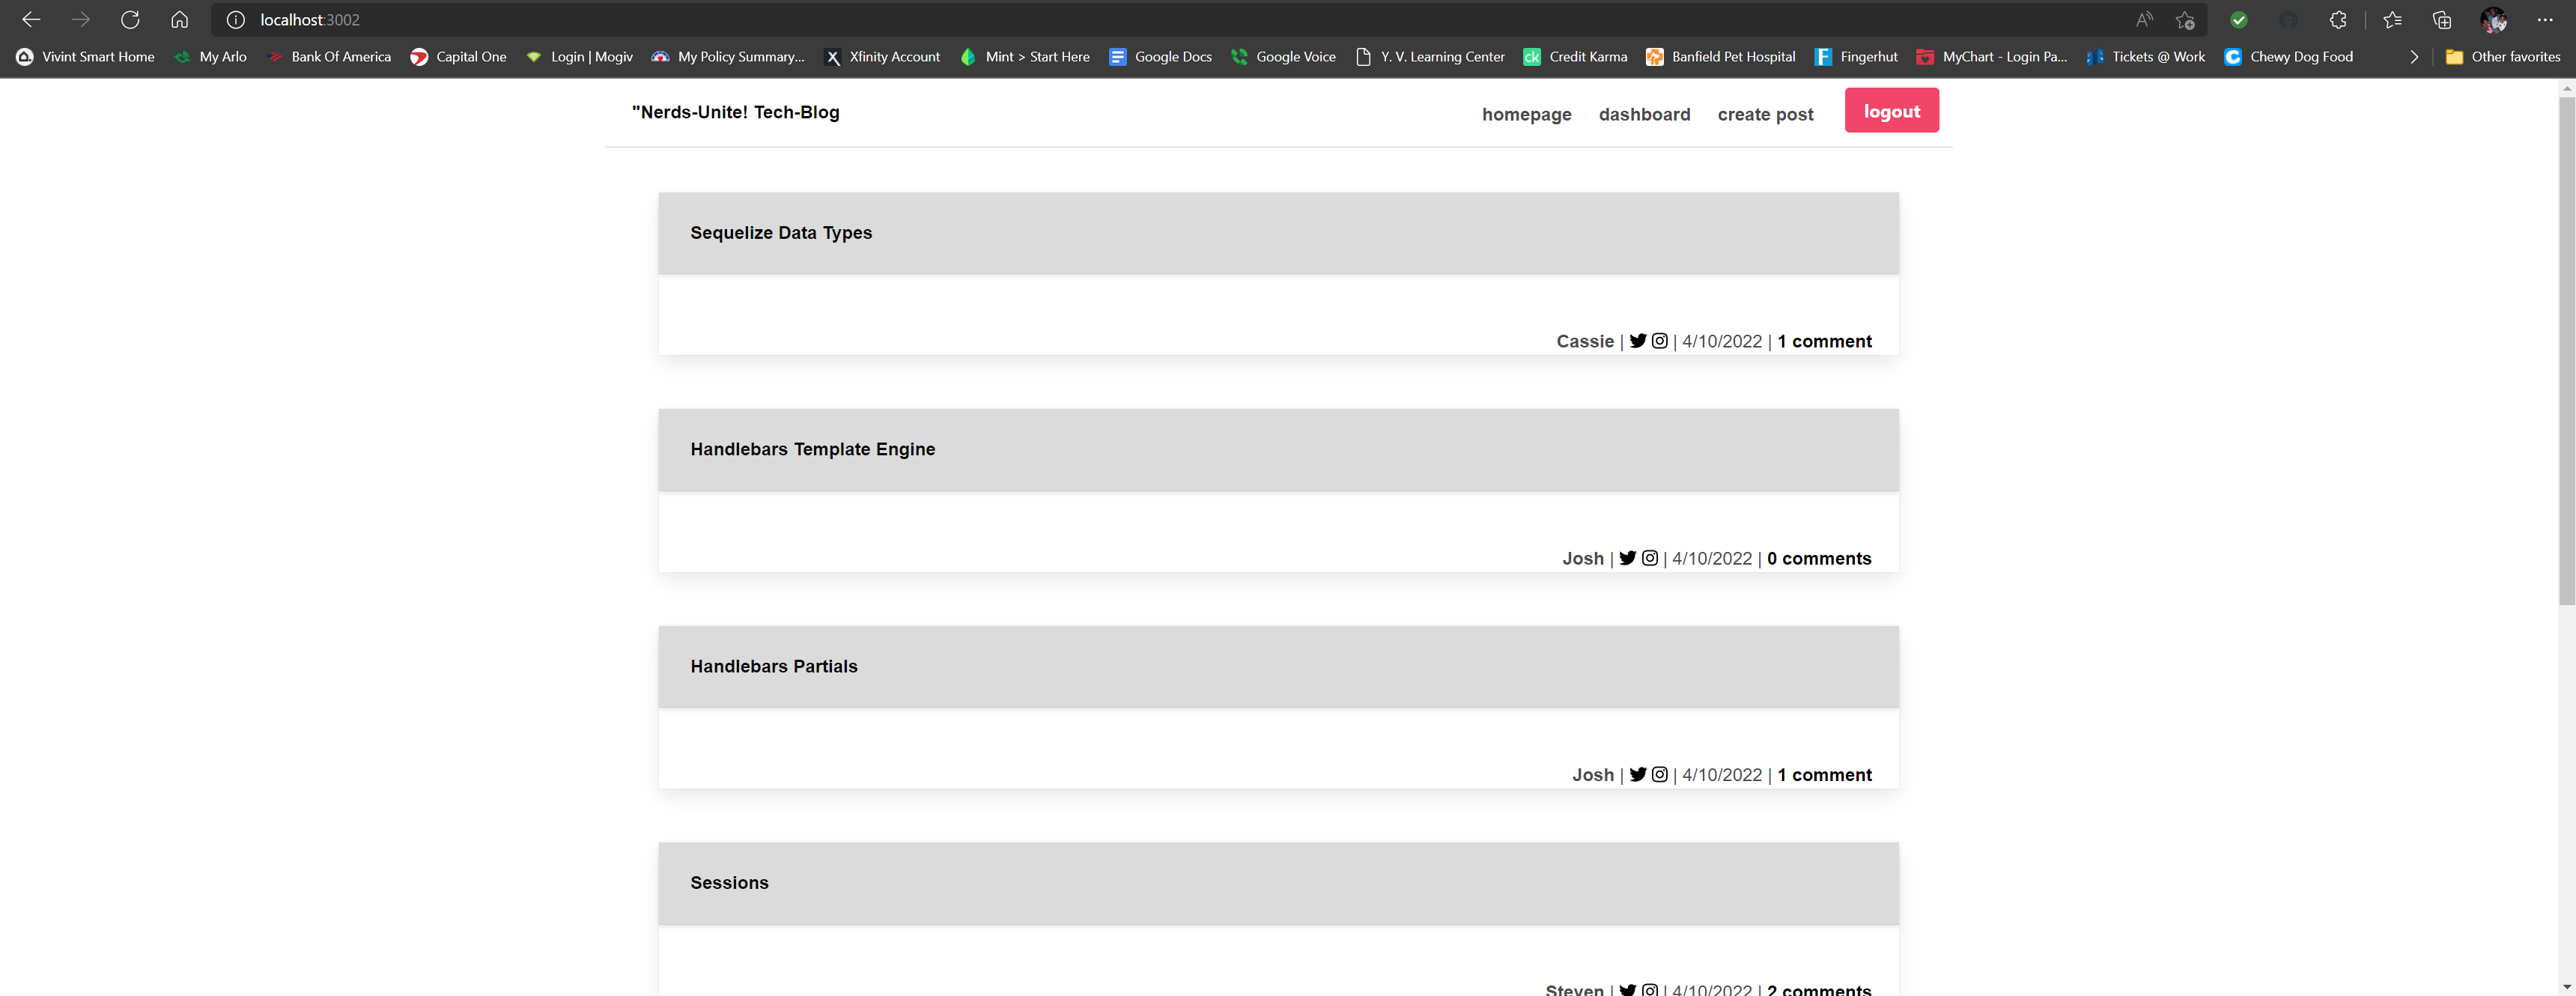 localhost:3002
Vivint Smart Home My Arlo Bank Of America Capital One Login | Mogiv My Policy Summary... Xfinity Account Mint > Start Here Google Docs Google Voice Y. V. Learning Center ck Credit Karma Banfield Pet Hospital F Fingerhut MyChart - Login Pa... Tickets @ Work C Chewy Dog Food Other favorites
"Nerds-Unite! Tech-Blog homepage dashboard create post logout
Sequelize Data Types
Cassie | | 4/10/2022 | 1 comment
Handlebars Template Engine
Josh | | 4/10/2022 | 0 comments
Handlebars Partials
Josh | | 4/10/2022 | 1 comment
Sessions
Steven | | 4/10/2022 | 2 comments